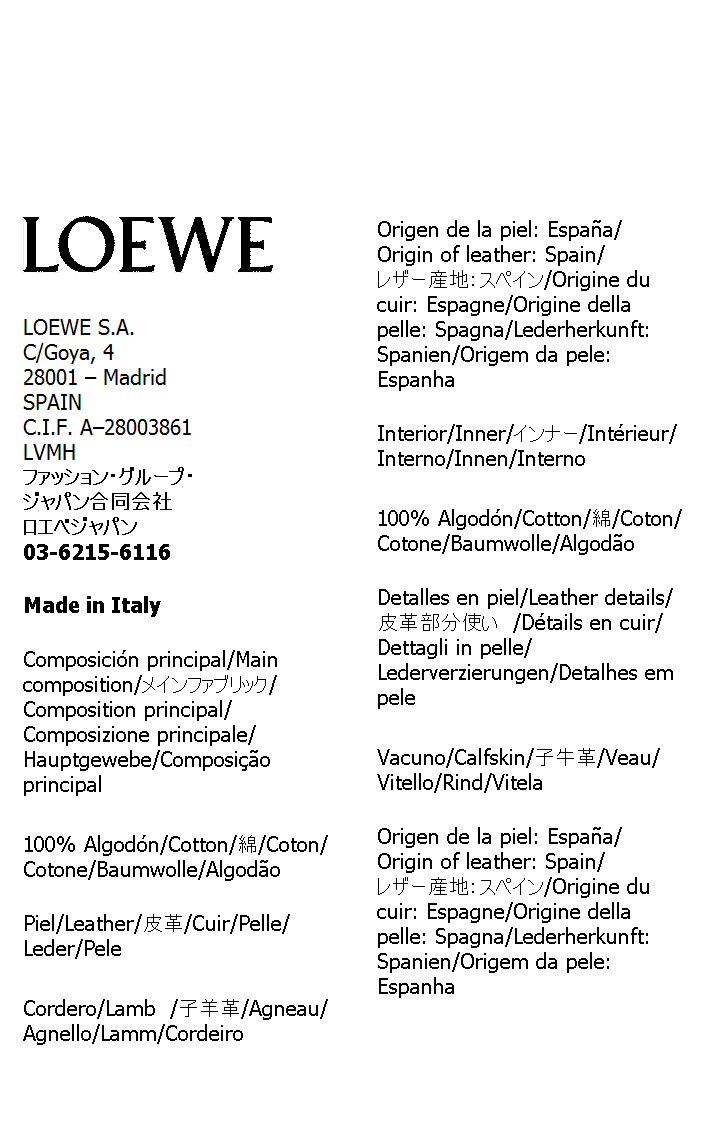 LOEWE
LOEWE S.A.
C/Goya, 4
28001 – Madrid
SPAIN
C.I.F. A–28003861
LVMH
ファッション・グループ・
ジャパン合同会社
ロエベジャパン
03-6215-6116
Made in Italy
Composición principal/Main
composition/メインファブリック/
Composition principal/
Composizione principale/
Hauptgewebe/Composição
principal
100% Algodón/Cotton/綿/Coton/
Cotone/Baumwolle/Algodão
Piel/Leather/皮革/Cuir/Pelle/
Leder/Pele
Cordero/Lamb /子羊革/Agneau/
Agnello/Lamm/Cordeiro
Origen de la piel: España/
Origin of leather: Spain/
レザー産地：スペイン/Origine du
cuir: Espagne/Origine della
pelle: Spagna/Lederherkunft:
Spanien/Origem da pele:
Espanha
Interior/Inner/インナー/Intérieur/
Interno/Innen/Interno
100% Algodón/Cotton/綿/Coton/
Cotone/Baumwolle/Algodão
Detalles en piel/Leather details/
皮革部分使い /Détails en cuir/
Dettagli in pelle/
Lederverzierungen/Detalhes em
pele
Vacuno/Calfskin/子牛革/Veau/
Vitello/Rind/Vitela
Origen de la piel: España/
Origin of leather: Spain/
レザー産地：スペイン/Origine du
cuir: Espagne/Origine della
pelle: Spagna/Lederherkunft:
Spanien/Origem da pele:
Espanha